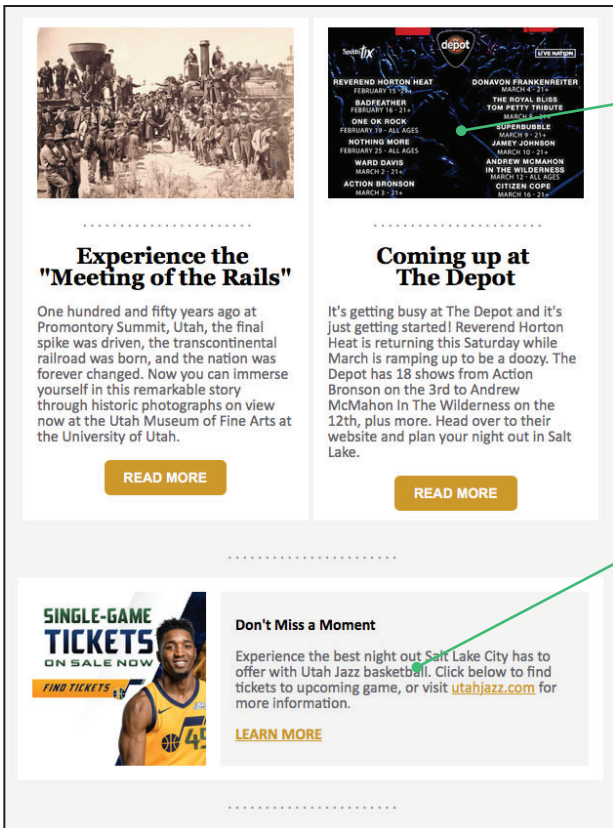 Smith's tix
the depot
LIVE NATION
REVEREND HORTON HEAT
FEBRUARY 15 - 21+
BADFEATHER
FEBRUARY 16 - 21+
ONE OK ROCK
FEBRUARY 19 - ALL AGES
NOTHING MORE
FEBRUARY 25 - ALL AGES
WARD DAVIS
MARCH 2 - 21+
ACTION BRONSON
MARCH 3 - 21+
DONAVON FRANKENREITER
MARCH 4 - 21+
THE ROYAL BLISS
TOM PETTY TRIBUTE
MARCH 8 - 21+
SUPERBUBBLE
MARCH 9 - 21+
JAMEY JOHNSON
MARCH 10 - 21+
ANDREW MCMAHON
IN THE WILDERNESS
MARCH 12 - ALL AGES
CITIZEN COPE
MARCH 16 - 21+
Experience the
"Meeting of the Rails"
One hundred and fifty years ago at
Promontory Summit, Utah, the final
spike was driven, the transcontinental
railroad was born, and the nation was
forever changed. Now you can immerse
yourself in this remarkable story
through historic photographs on view
now at the Utah Museum of Fine Arts at
the University of Utah.
READ MORE
Coming up at
The Depot
It's getting busy at The Depot and it's
just getting started! Reverend Horton
Heat is returning this Saturday while
March is ramping up to be a doozy. The
Depot has 18 shows from Action
Bronson on the 3rd to Andrew
McMahon In The Wilderness on the
12th, plus more. Head over to their
website and plan your night out in Salt
Lake.
READ MORE
SINGLE-GAME
TICKETS
ON SALE NOW
FIND TICKETS
45
Don't Miss a Moment
Experience the best night out Salt Lake City has to
offer with Utah Jazz basketball. Click below to find
tickets to upcoming game, or visit utahjazz.com for
more information.
LEARN MORE